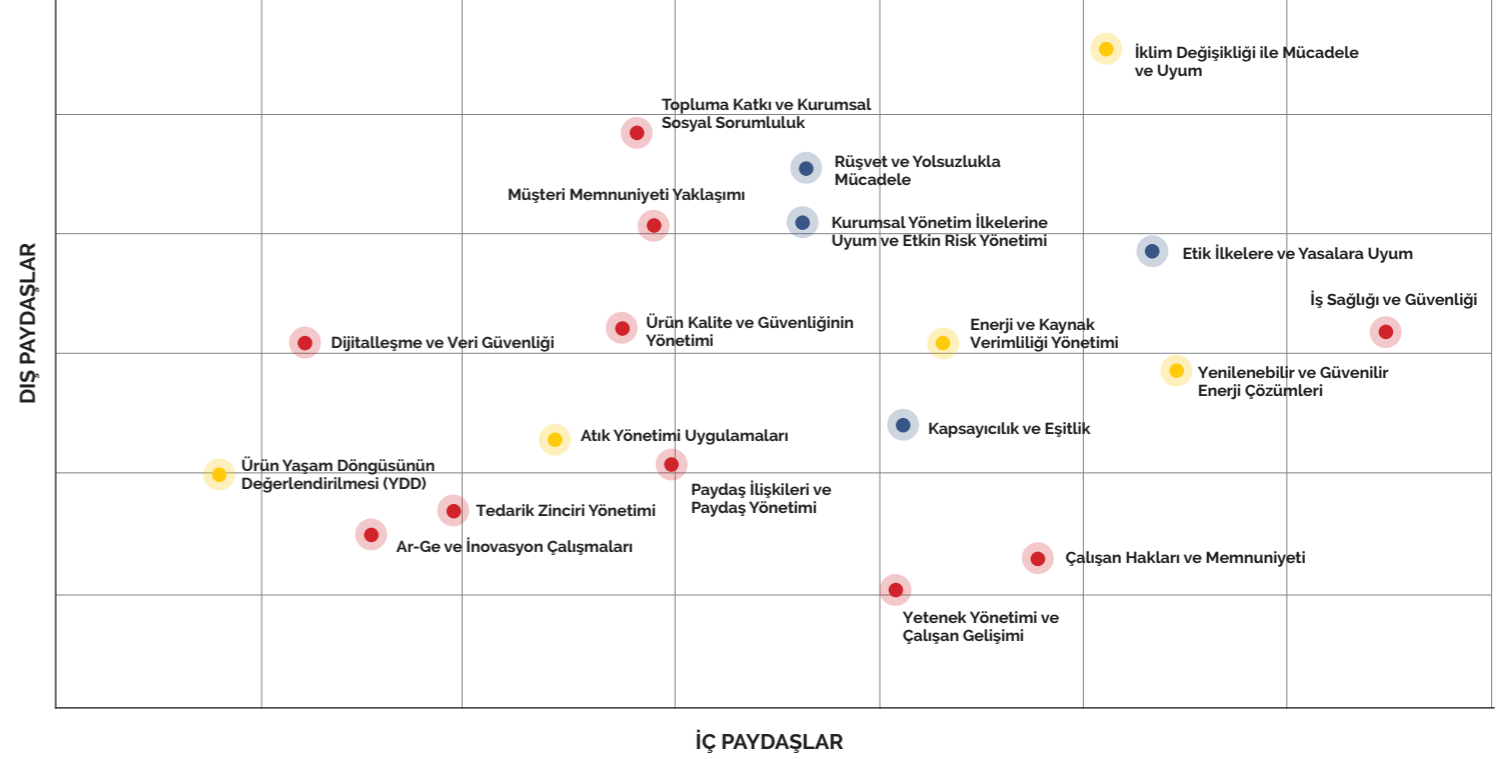 İklim Değişikliği ile Mücadele
ve Uyum
Topluma Katkı ve Kurumsal
Sosyal Sorumluluk
Rüşvet ve Yolsuzlukla
Mücadele
Müşteri Memnuniyeti Yaklaşımı
Kurumsal Yönetim İlkelerine
Uyum ve Etkin Risk Yönetimi
Etik İlkelere ve Yasalara Uyum
İş Sağlığı ve Güvenliği
DIŞ PAYDAŞLAR
Dijitalleşme ve Veri Güvenliği
Ürün Kalite ve Güvenliğinin
Yönetimi
Enerji ve Kaynak
Verimliliği Yönetimi
Yenilenebilir ve Güvenilir
Enerji Çözümleri
Kapsayıcılık ve Eşitlik
Atık Yönetimi Uygulamaları
Ürün Yaşam Döngüsünün
Değerlendirilmesi (YDD)
Paydaş İlişkileri ve
Paydaş Yönetimi
Tedarik Zinciri Yönetimi
Ar-Ge ve İnovasyon Çalışmaları
Çalışan Hakları ve Memnuniyeti
Yetenek Yönetimi ve
Çalışan Gelişimi
İÇ PAYDAŞLAR